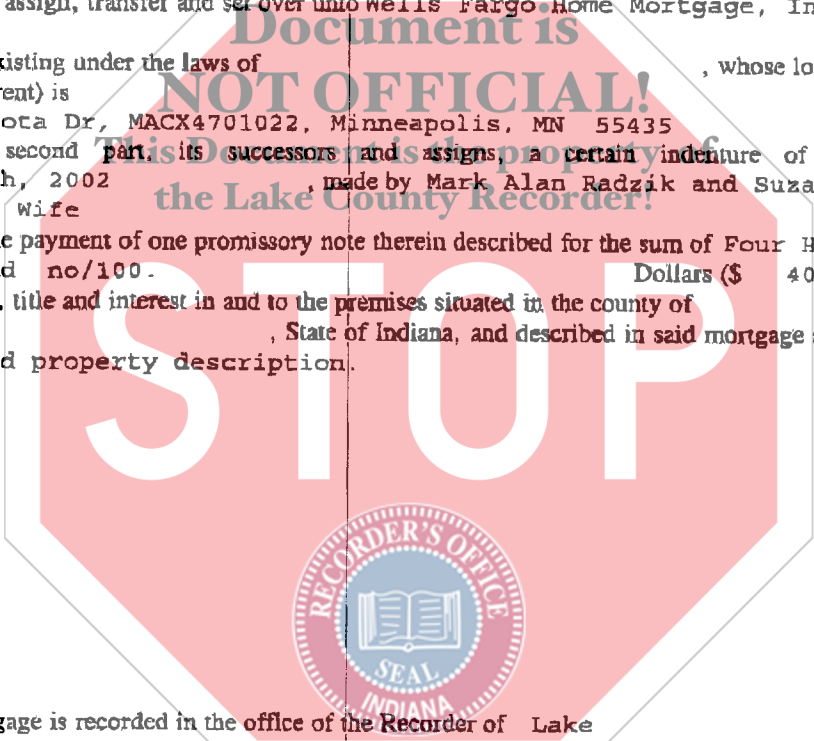 assign, transfer and set over unto Wells Fargo Home Mortgage, In
Document is
isting under the laws of , whose lo
NOT OFFICIAL!
ent) is
ota Dr, MACX4701022, Minneapolis, MN 55435
This Document is the property of
second part, its successors and assigns, a certain indenture of
h, 2002 , made by Mark Alan Radzik and Suza
the Lake County Recorder!
Wife
e payment of one promissory note therein described for the sum of Four H
d no/100. Dollars ($ 40
, title and interest in and to the premises situated in the county of
, State of Indiana, and described in said mortgage
d property description.
STOP
RECORDER'S OFFICE
SEAL
INDIANA
gage is recorded in the office of the Recorder of Lake